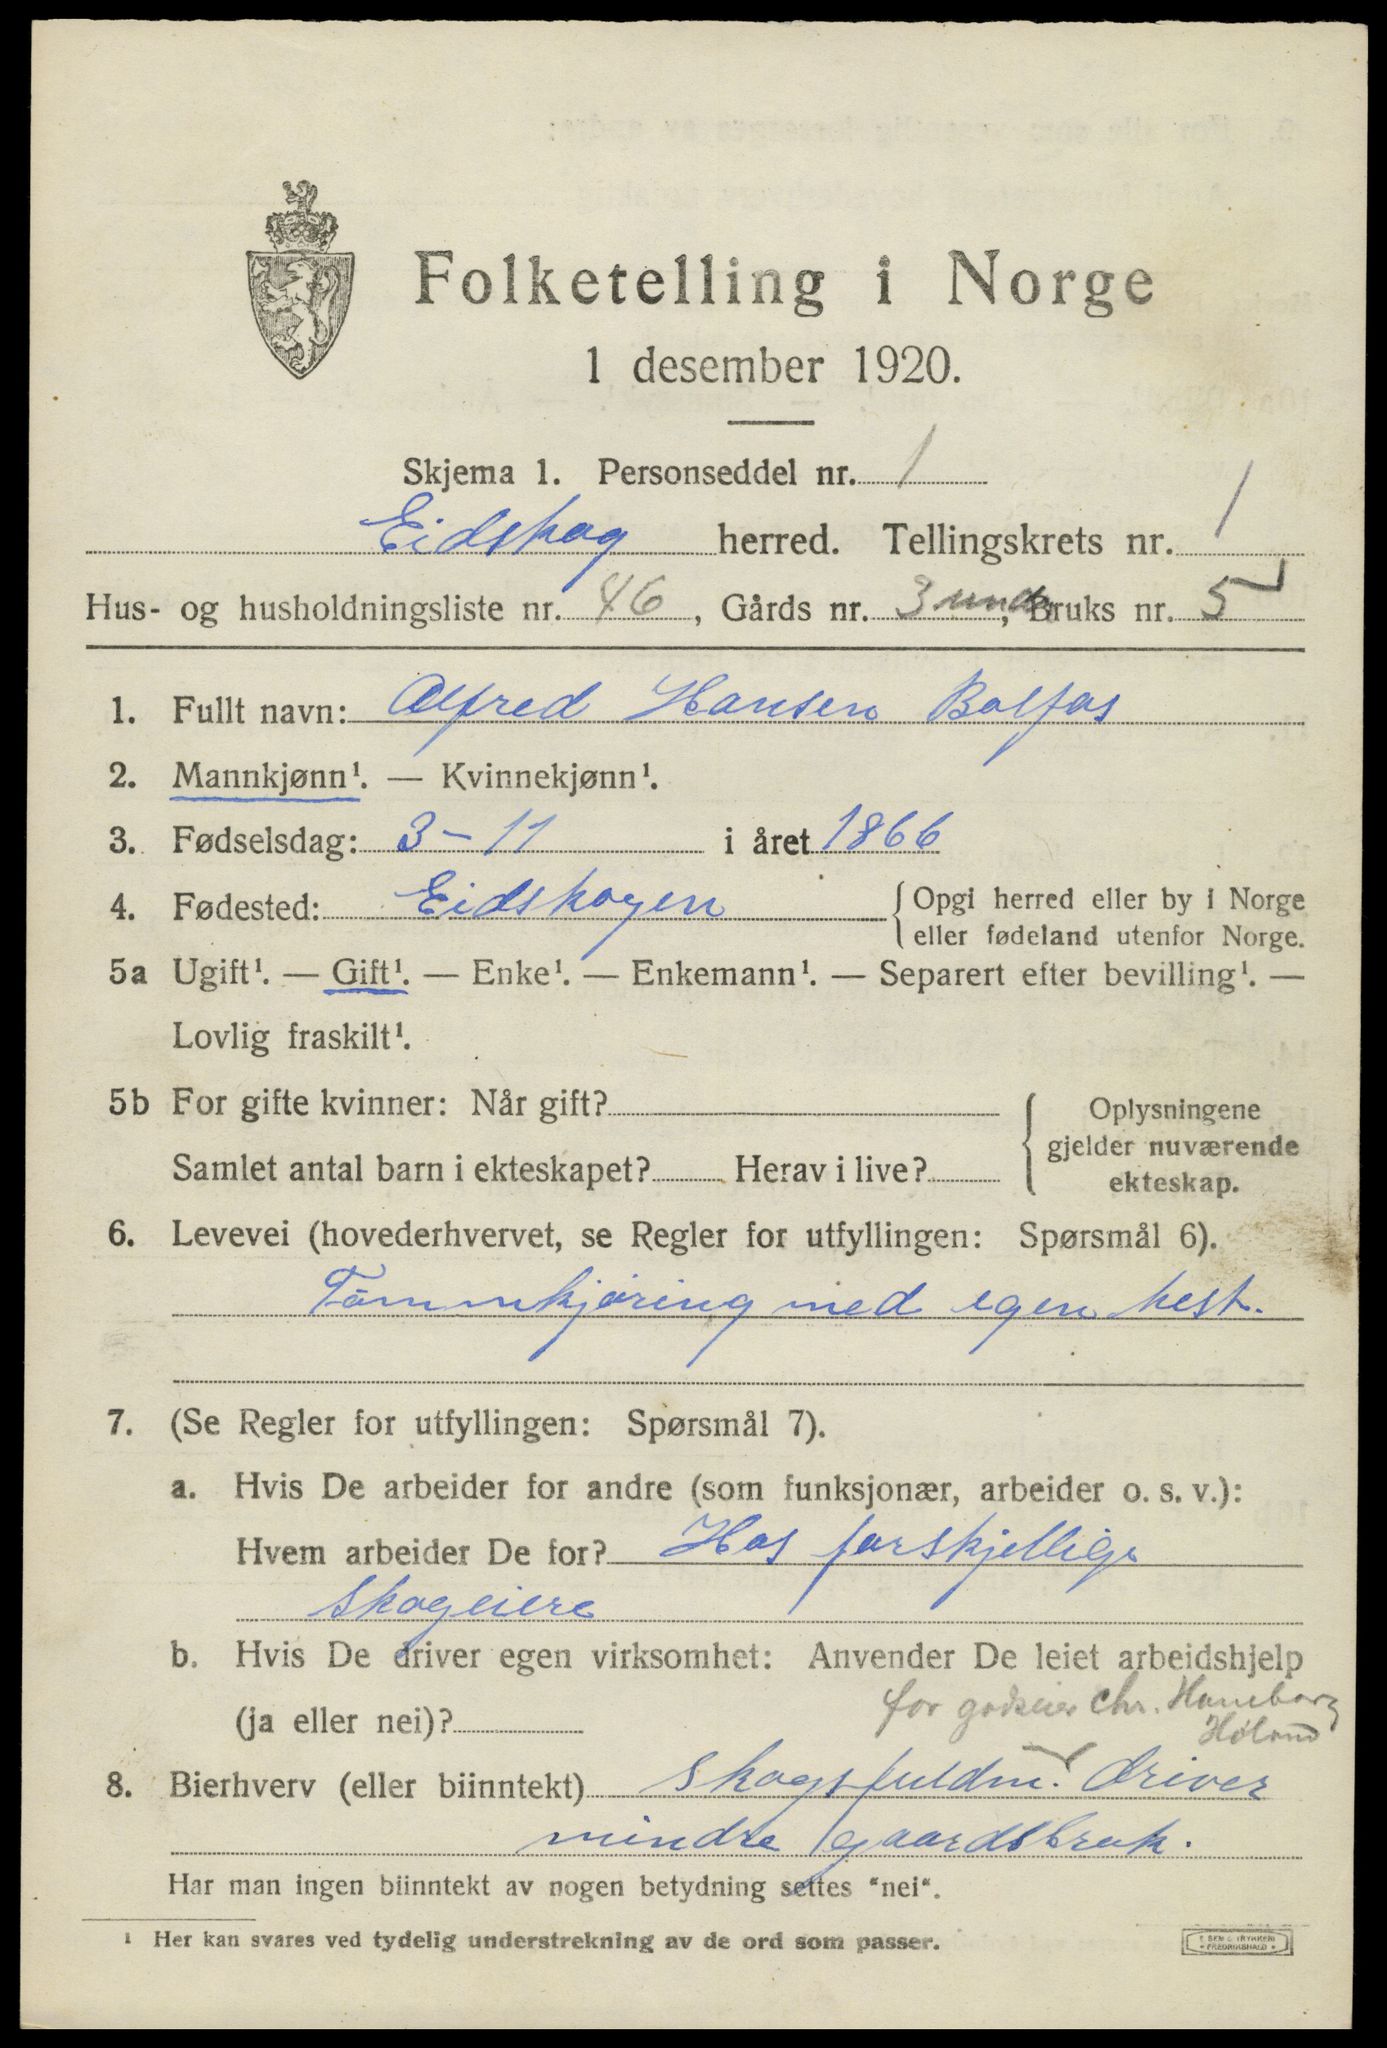 Folketelling i Norge
1 desember 1920.
Skjema 1. Personseddel nr. 1
Eidskog herred. Tellingskrets nr. 1
Hus- og husholdningsliste nr. 46, Gårds nr. 3 und, Bruks nr. 5
1. Fullt navn: Alfred Hansen Bolfos
2. Mannkjønn¹. — Kvinnekjønn¹.
3. Fødselsdag: 3-11 i året 1866
4. Fødested: Eidskogen { Opgi herred eller by i Norge
eller fødeland utenfor Norge.
5a Ugift¹. — Gift¹. — Enke¹. — Enkemann¹. — Separert efter bevilling¹. —
Lovlig fraskilt¹.
5b For gifte kvinner: Når gift? { Oplysningene
gjelder nuværende
Samlet antal barn i ekteskapet? Herav i live?
ekteskap.
6. Levevei (hovederhvervet, se Regler for utfyllingen: Spørsmål 6).
Tömmkjöring med egen hest.
7. (Se Regler for utfyllingen: Spørsmål 7).
a. Hvis De arbeider for andre (som funksjonær, arbeider o. s. v.):
Hvem arbeider De for? Hos forskjellige
skogeiere
b. Hvis De driver egen virksomhet: Anvender De leiet arbeidshjelp
for godseier Chr. Haneborg
(ja eller nei)?
Höland
8. Bierhverv (eller biinntekt) skogsfuldm. driver
mindre gaardsbruk.
Har man ingen biinntekt av nogen betydning settes "nei".
¹ Her kan svares ved tydelig understrekning av de ord som passer.